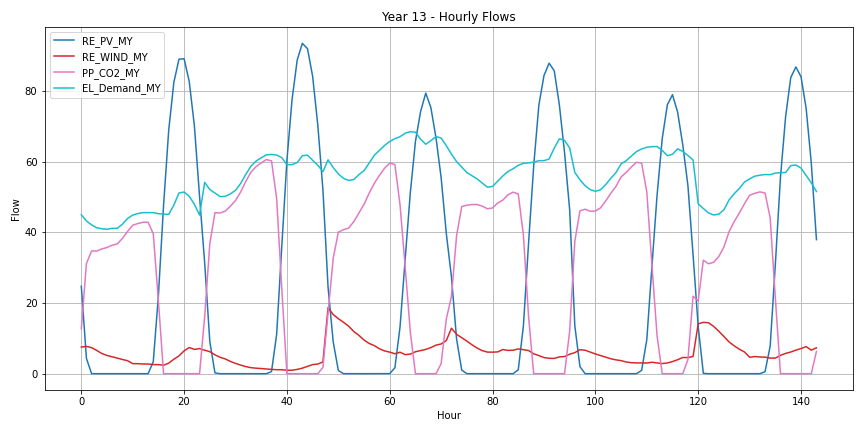 Year 13 - Hourly Flows
RE_PV_MY
RE_WIND_MY
PP_CO2_MY
EL_Demand_MY
Flow
80
60
40
20
0
0 20 40 60 80 100 120 140
Hour